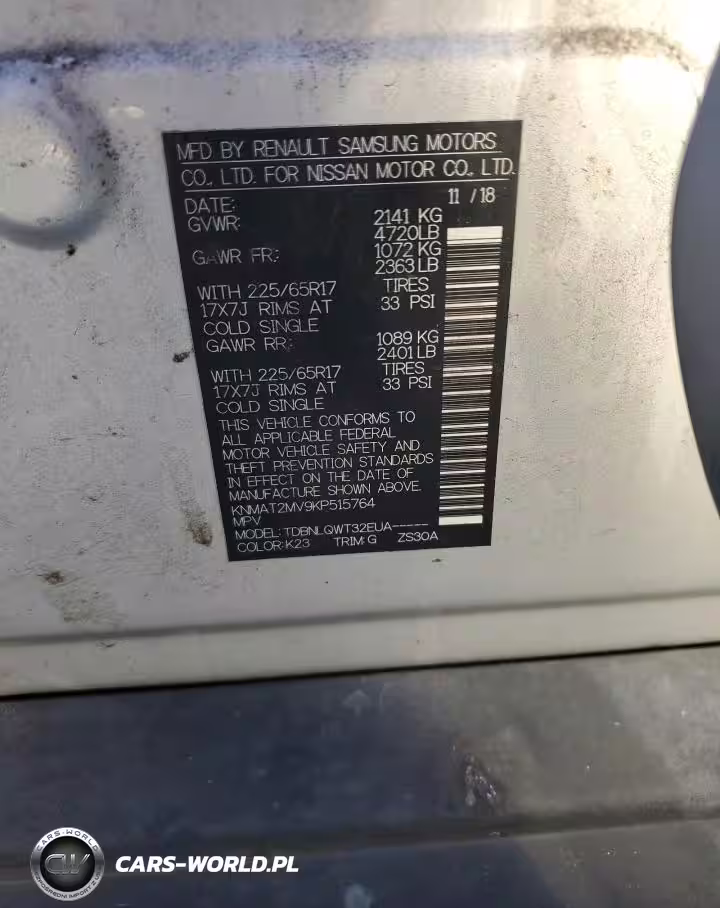 MFD BY RENAULT SAMSUNG MOTORS
CO., LTD. FOR NISSAN MOTOR CO., LTD.
DATE: 11 / 18
GVWR: 2141 KG
4720LB
GAWR FR: 1072 KG
2363 LB
WITH 225/65R17 TIRES
17X7J RIMS AT 33 PSI
COLD SINGLE
GAWR RR: 1089 KG
2401 LB
WITH 225/65R17 TIRES
17X7J RIMS AT 33 PSI
COLD SINGLE
THIS VEHICLE CONFORMS TO
ALL APPLICABLE FEDERAL
MOTOR VEHICLE SAFETY AND
THEFT PREVENTION STANDARDS
IN EFFECT ON THE DATE OF
MANUFACTURE SHOWN ABOVE.
KNMAT2MV9KP515764
MPV
MODEL: TDBNLQWT32EUA-----
COLOR: K23 TRIM: G ZS30A
CARS-WORLD
CW
CARS-WORLD.PL